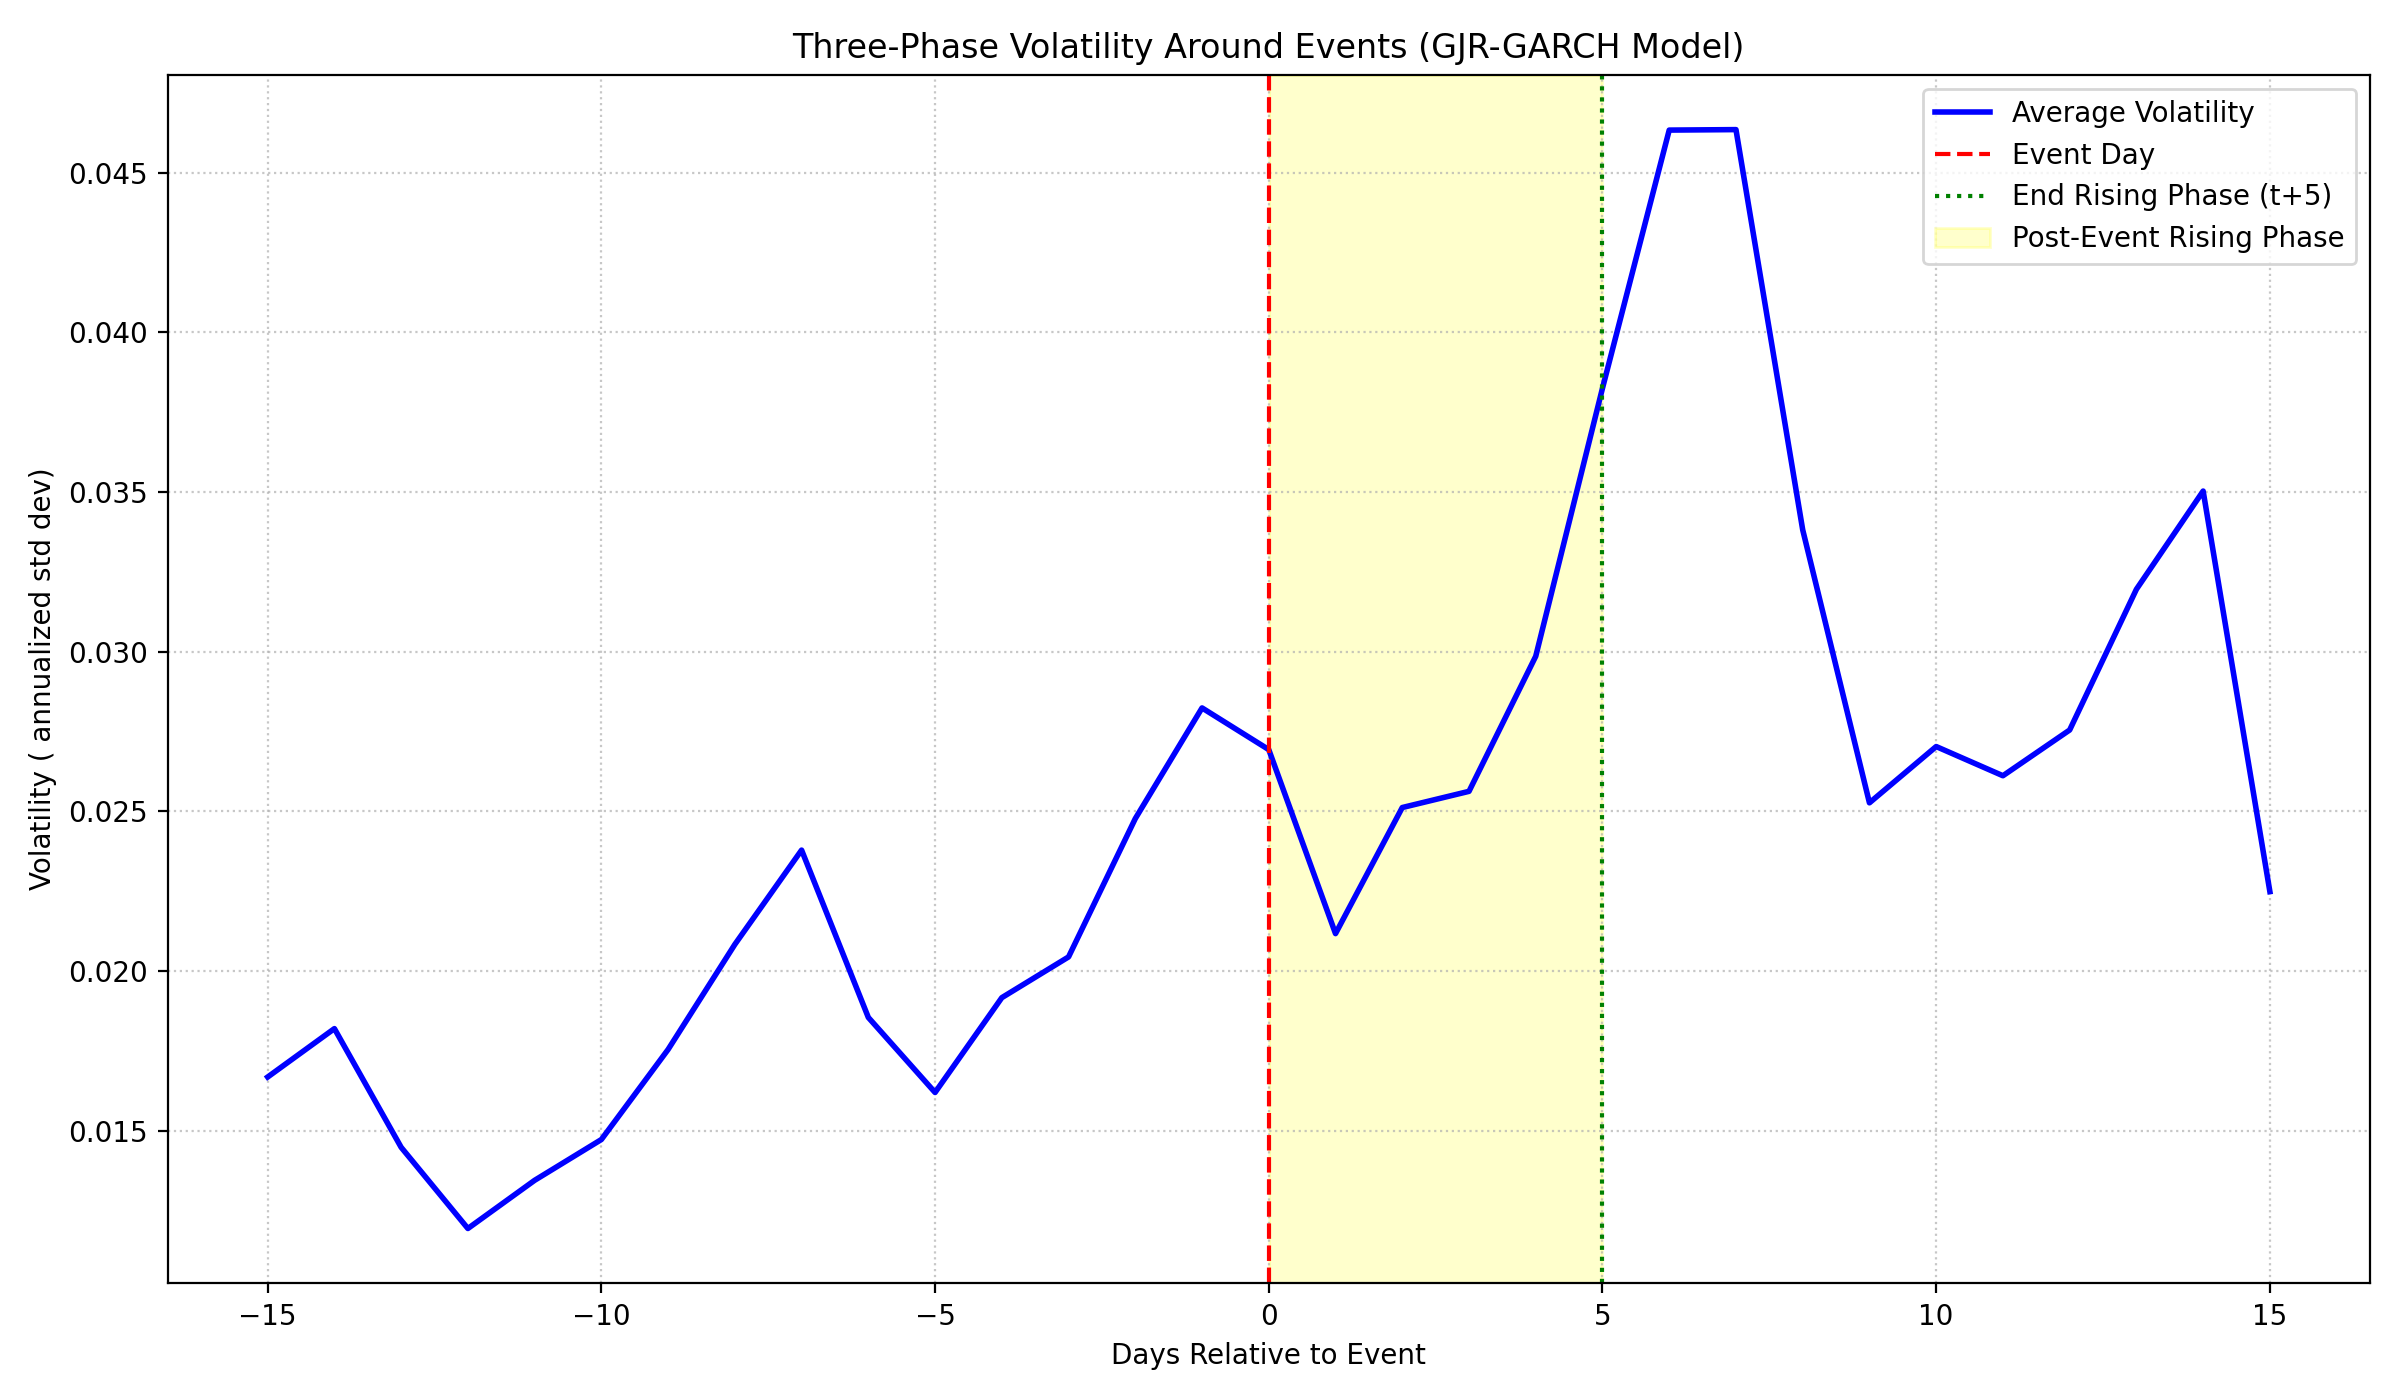 Three-Phase Volatility Around Events (GJR-GARCH Model)
Average Volatility
Event Day
End Rising Phase (t+5)
Post-Event Rising Phase
Volatility ( annualized std dev)
0.045
0.040
0.035
0.030
0.025
0.020
0.015
−15 −10 −5 0 5 10 15
Days Relative to Event